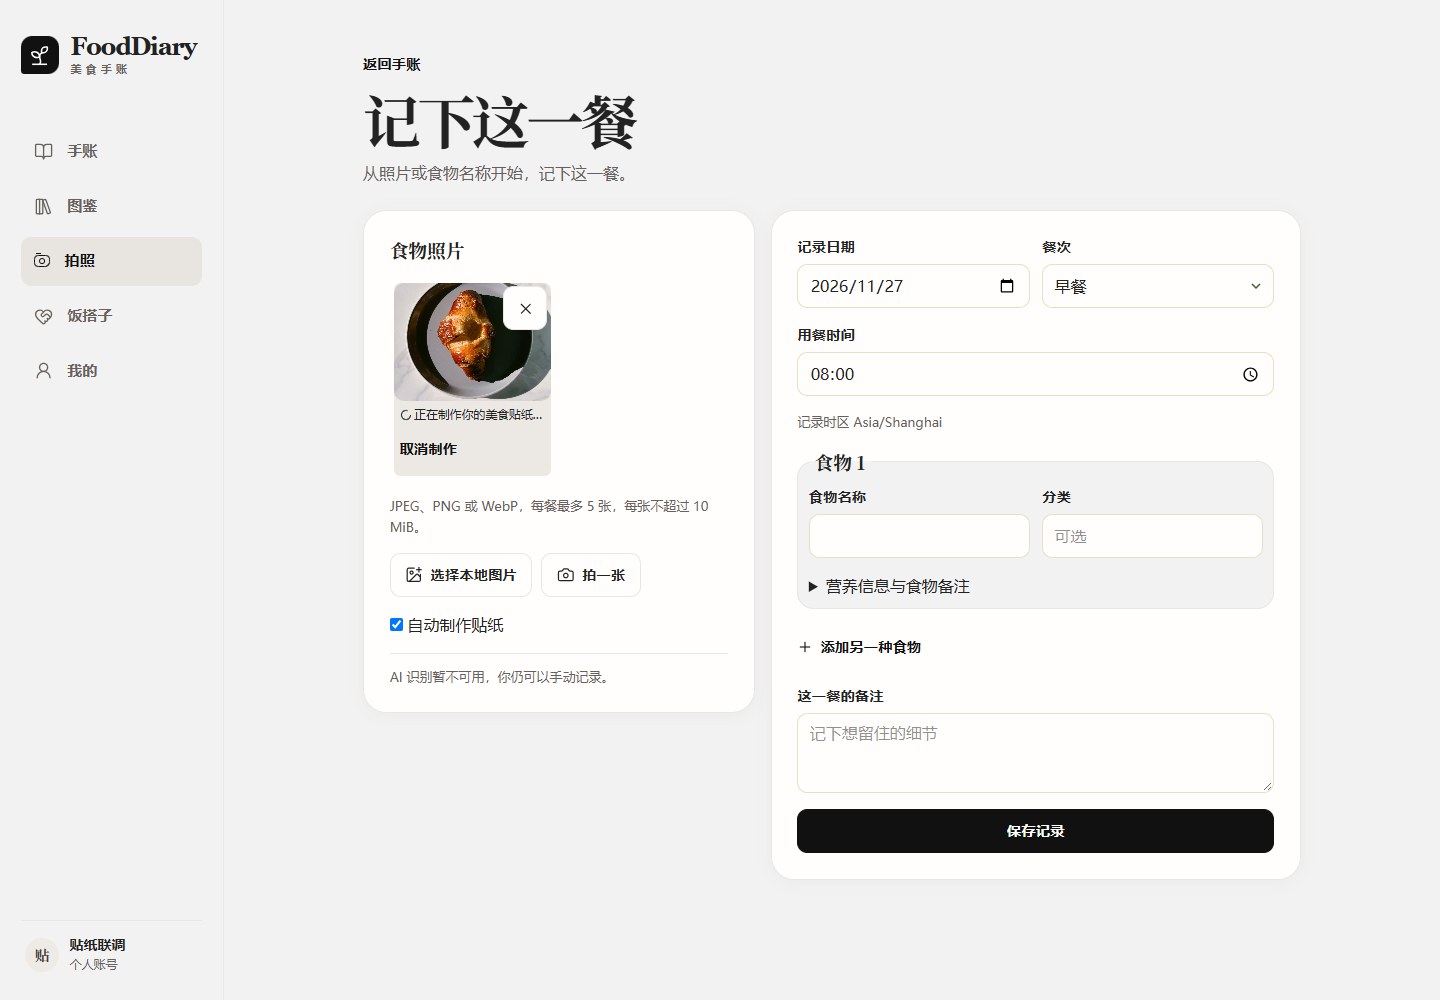 FoodDiary
美食手账
手账
图鉴
拍照
饭搭子
我的
贴
贴纸联调
个人账号
返回手账
记下这一餐
从照片或食物名称开始，记下这一餐。
食物照片
正在制作你的美食贴纸...
取消制作
JPEG、PNG 或 WebP，每餐最多 5 张，每张不超过 10
MiB。
选择本地图片
拍一张
自动制作贴纸
AI 识别暂不可用，你仍可以手动记录。
记录日期
餐次
2026/11/27
早餐
用餐时间
08:00
记录时区 Asia/Shanghai
食物 1
食物名称
分类
可选
营养信息与食物备注
添加另一种食物
这一餐的备注
记下想留住的细节
保存记录